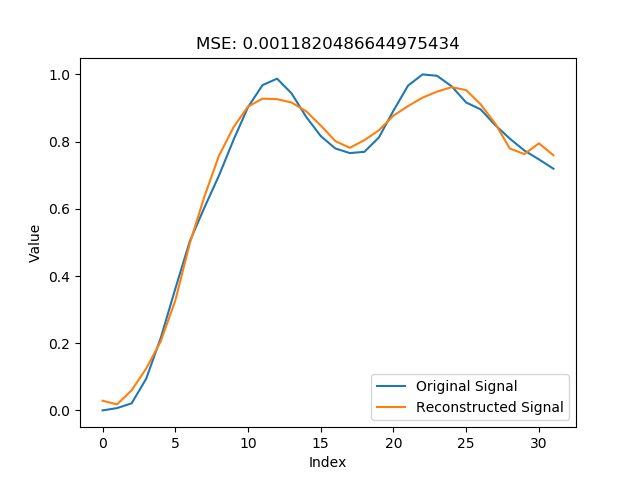 MSE: 0.0011820486644975434
1.0
0.8
0.6
0.4
0.2
0.0
Value
0 5 10 15 20 25 30
Index
Original Signal
Reconstructed Signal